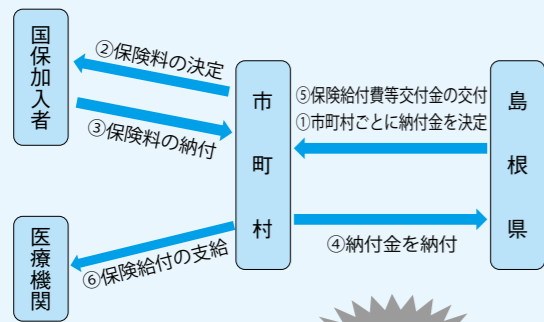 国保加入者
②保険料の決定
③保険料の納付
市町村
⑤保険給付費等交付金の交付
①市町村ごとに納付金を決定
島根県
④納付金を納付
医療機関
⑥保険給付の支給